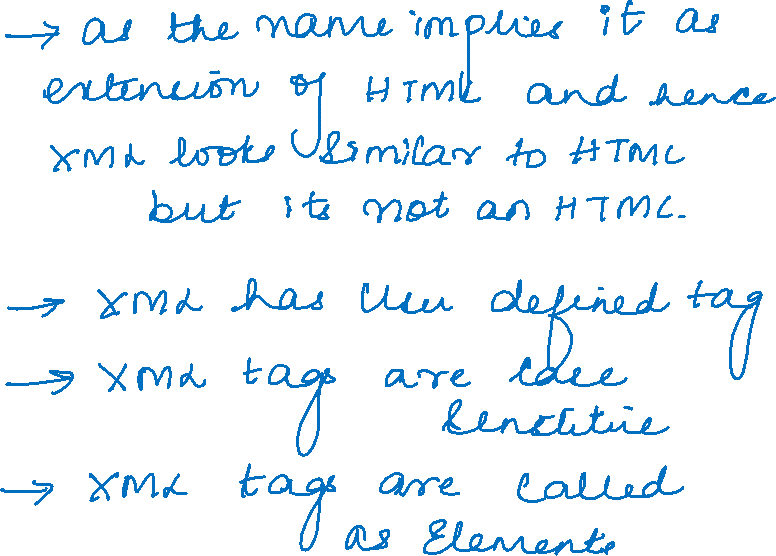 → as the name implies it as
extension of HTML and hence
XML looks similar to HTML
but its not an HTML.
→ XML has User defined tag
→ XML tags are case
Sensitive
→ XML tags are called
as Elements